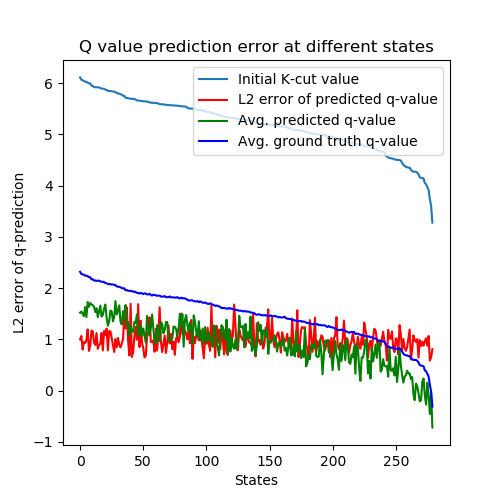 Q value prediction error at different states
Initial K-cut value
L2 error of predicted q-value
Avg. predicted q-value
Avg. ground truth q-value
L2 error of q-prediction
6
5
4
3
2
1
0
−1
0 50 100 150 200 250
States